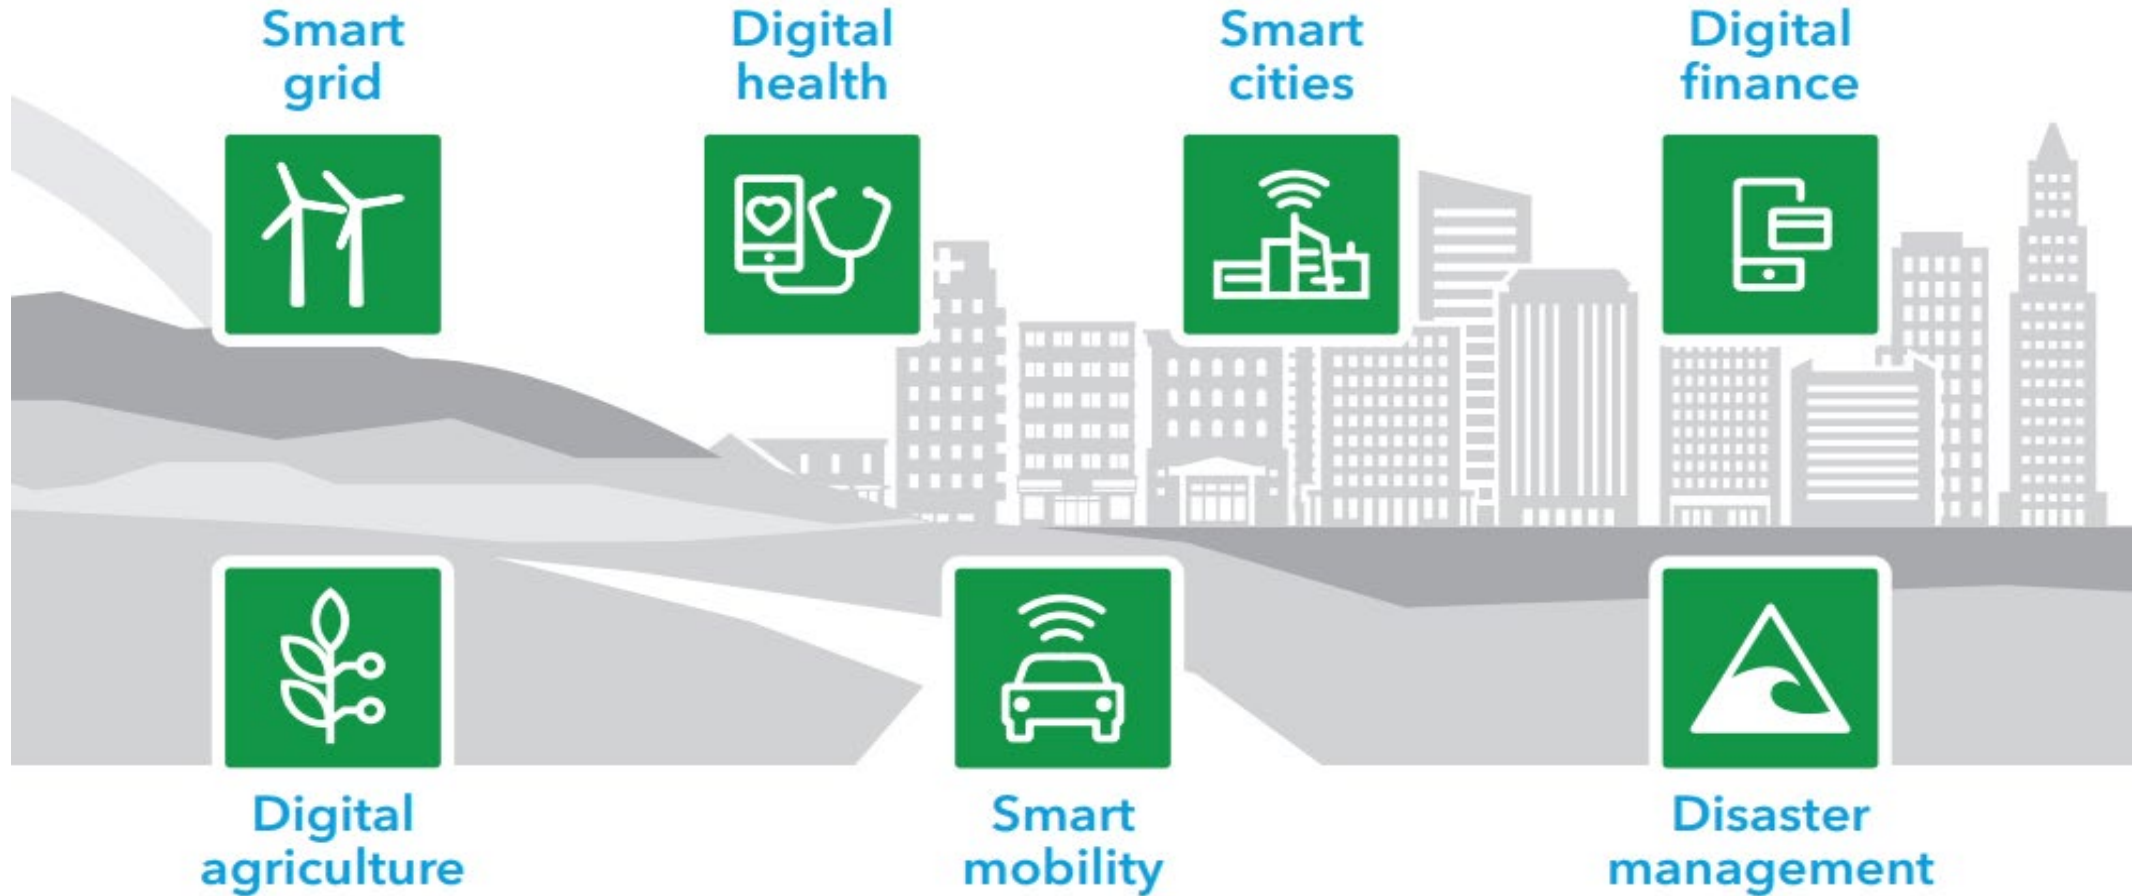 Smart
grid
Digital
health
Smart
cities
Digital
finance
Digital
agriculture
Smart
mobility
Disaster
management